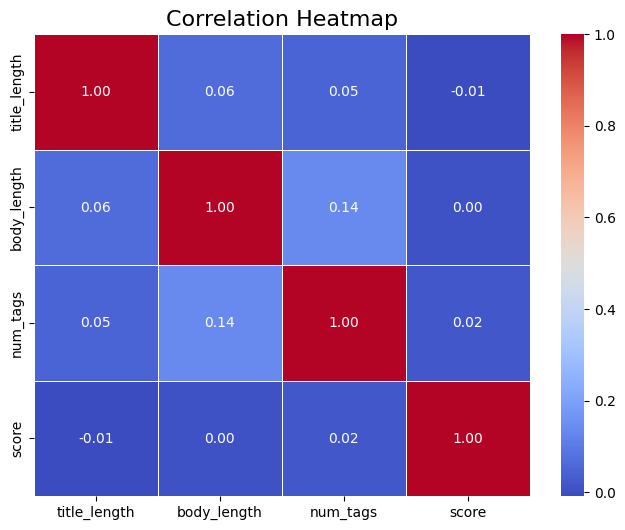 Correlation Heatmap
title_length 1.00 0.06 0.05 -0.01
body_length 0.06 1.00 0.14 0.00
num_tags 0.05 0.14 1.00 0.02
score -0.01 0.00 0.02 1.00
title_length body_length num_tags score
1.0
0.8
0.6
0.4
0.2
0.0